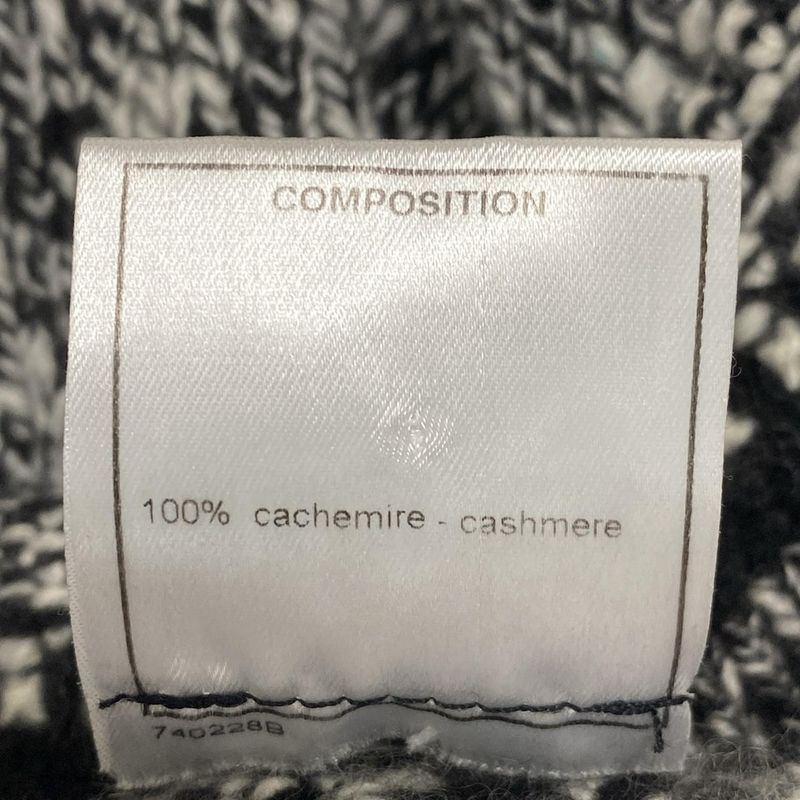 COMPOSITION
100% cachemire - cashmere
740228B